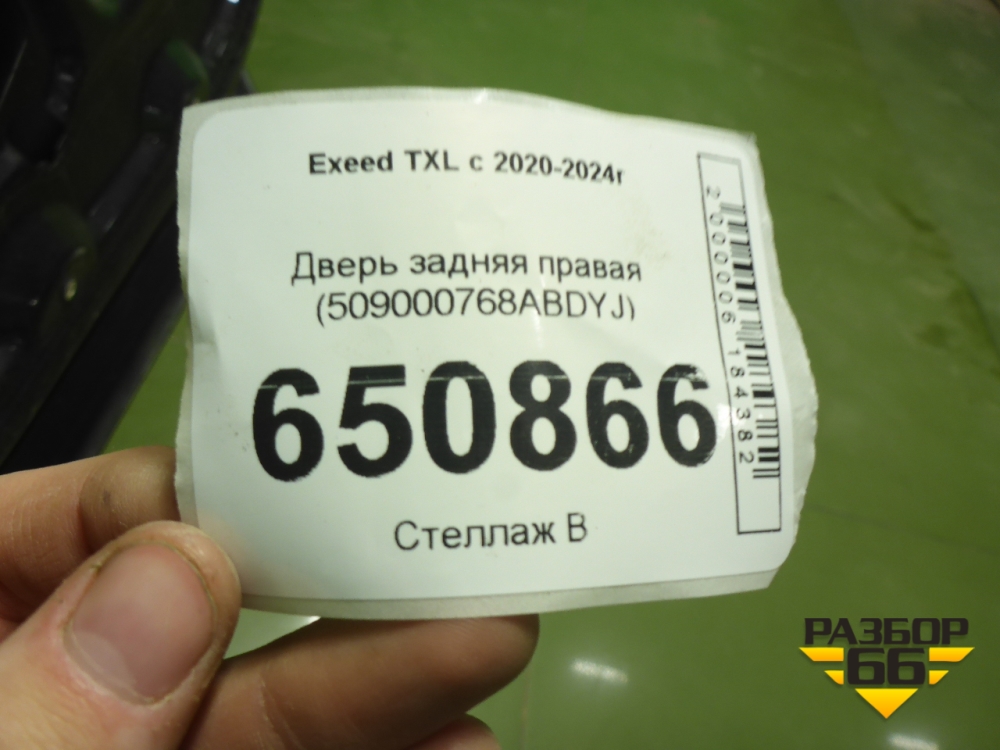 Exeed TXL с 2020-2024г
Дверь задняя правая
(509000768ABDYJ)
650866
Стеллаж В
2000006184382
РАЗБОР
66